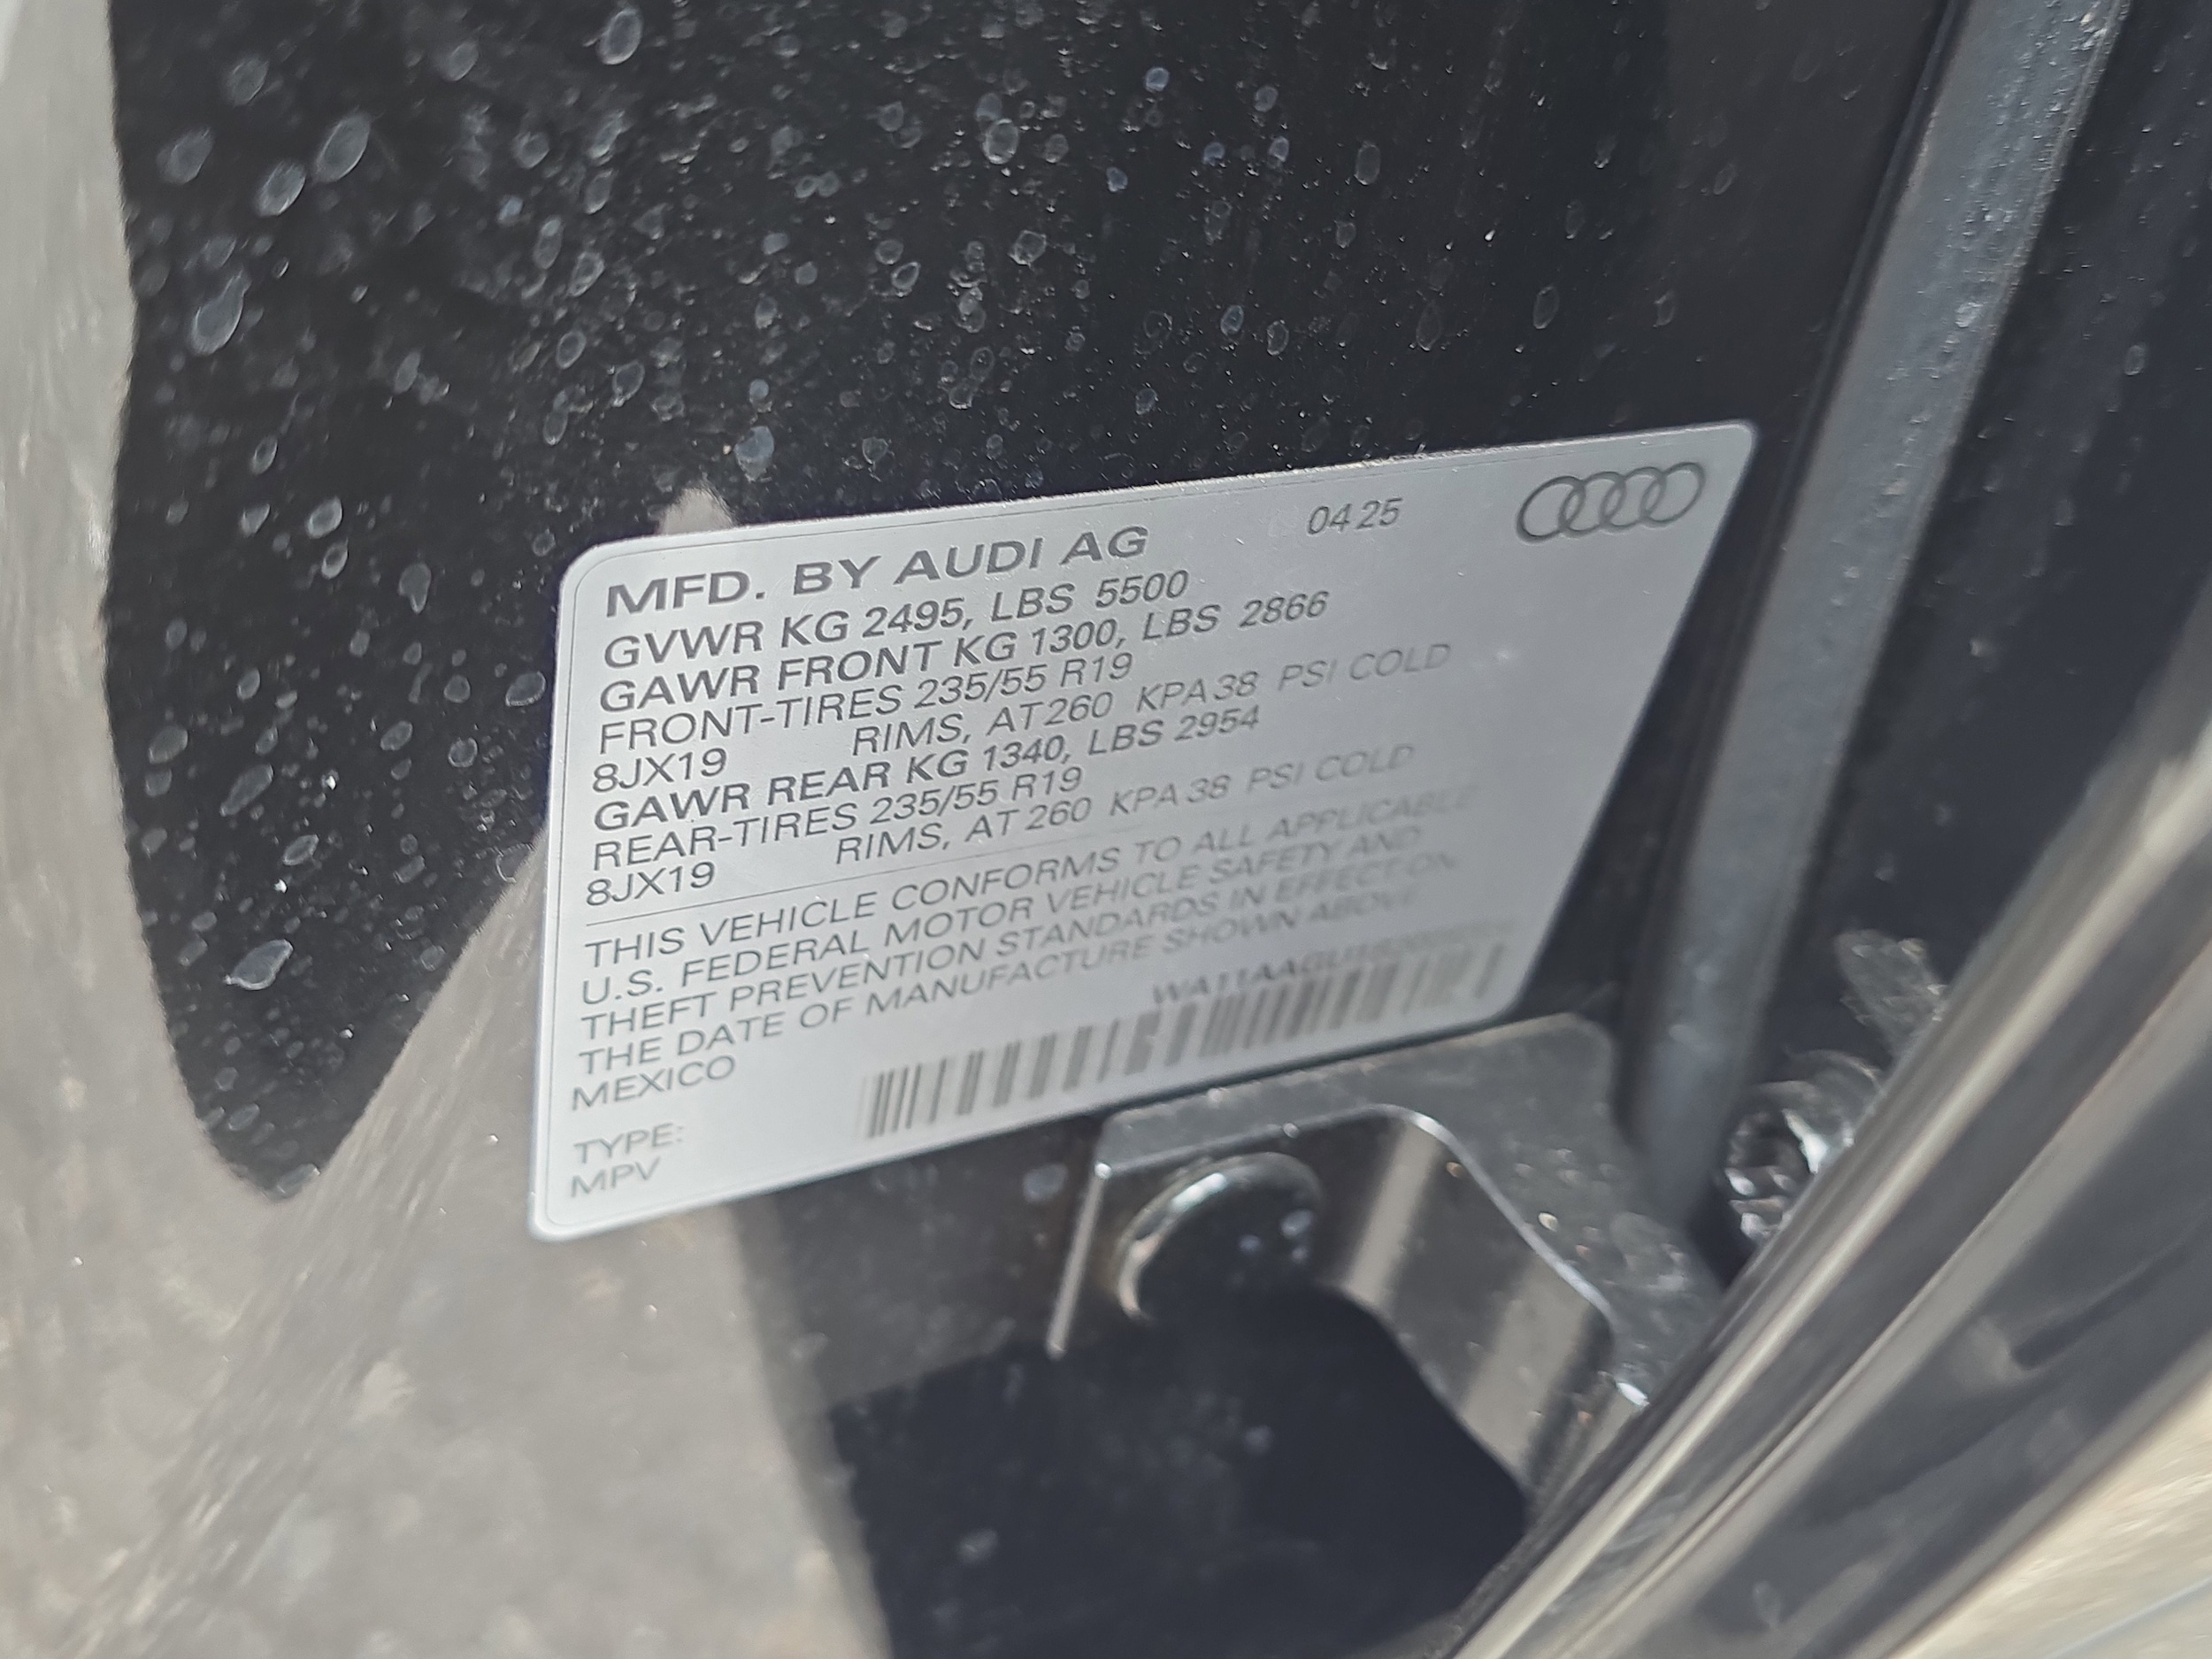 MFD. BY AUDI AG 04 25
GVWR KG 2495, LBS 5500
GAWR FRONT KG 1300, LBS 2866
FRONT-TIRES 235/55 R19
8JX19 RIMS, AT 260 KPA 38 PSI COLD
GAWR REAR KG 1340, LBS 2954
REAR-TIRES 235/55 R19
8JX19 RIMS, AT 260 KPA 38 PSI COLD
THIS VEHICLE CONFORMS TO ALL APPLICABLE
U.S. FEDERAL MOTOR VEHICLE SAFETY AND
THEFT PREVENTION STANDARDS IN EFFECT ON
THE DATE OF MANUFACTURE SHOWN ABOVE
MEXICO
TYPE:
MPV